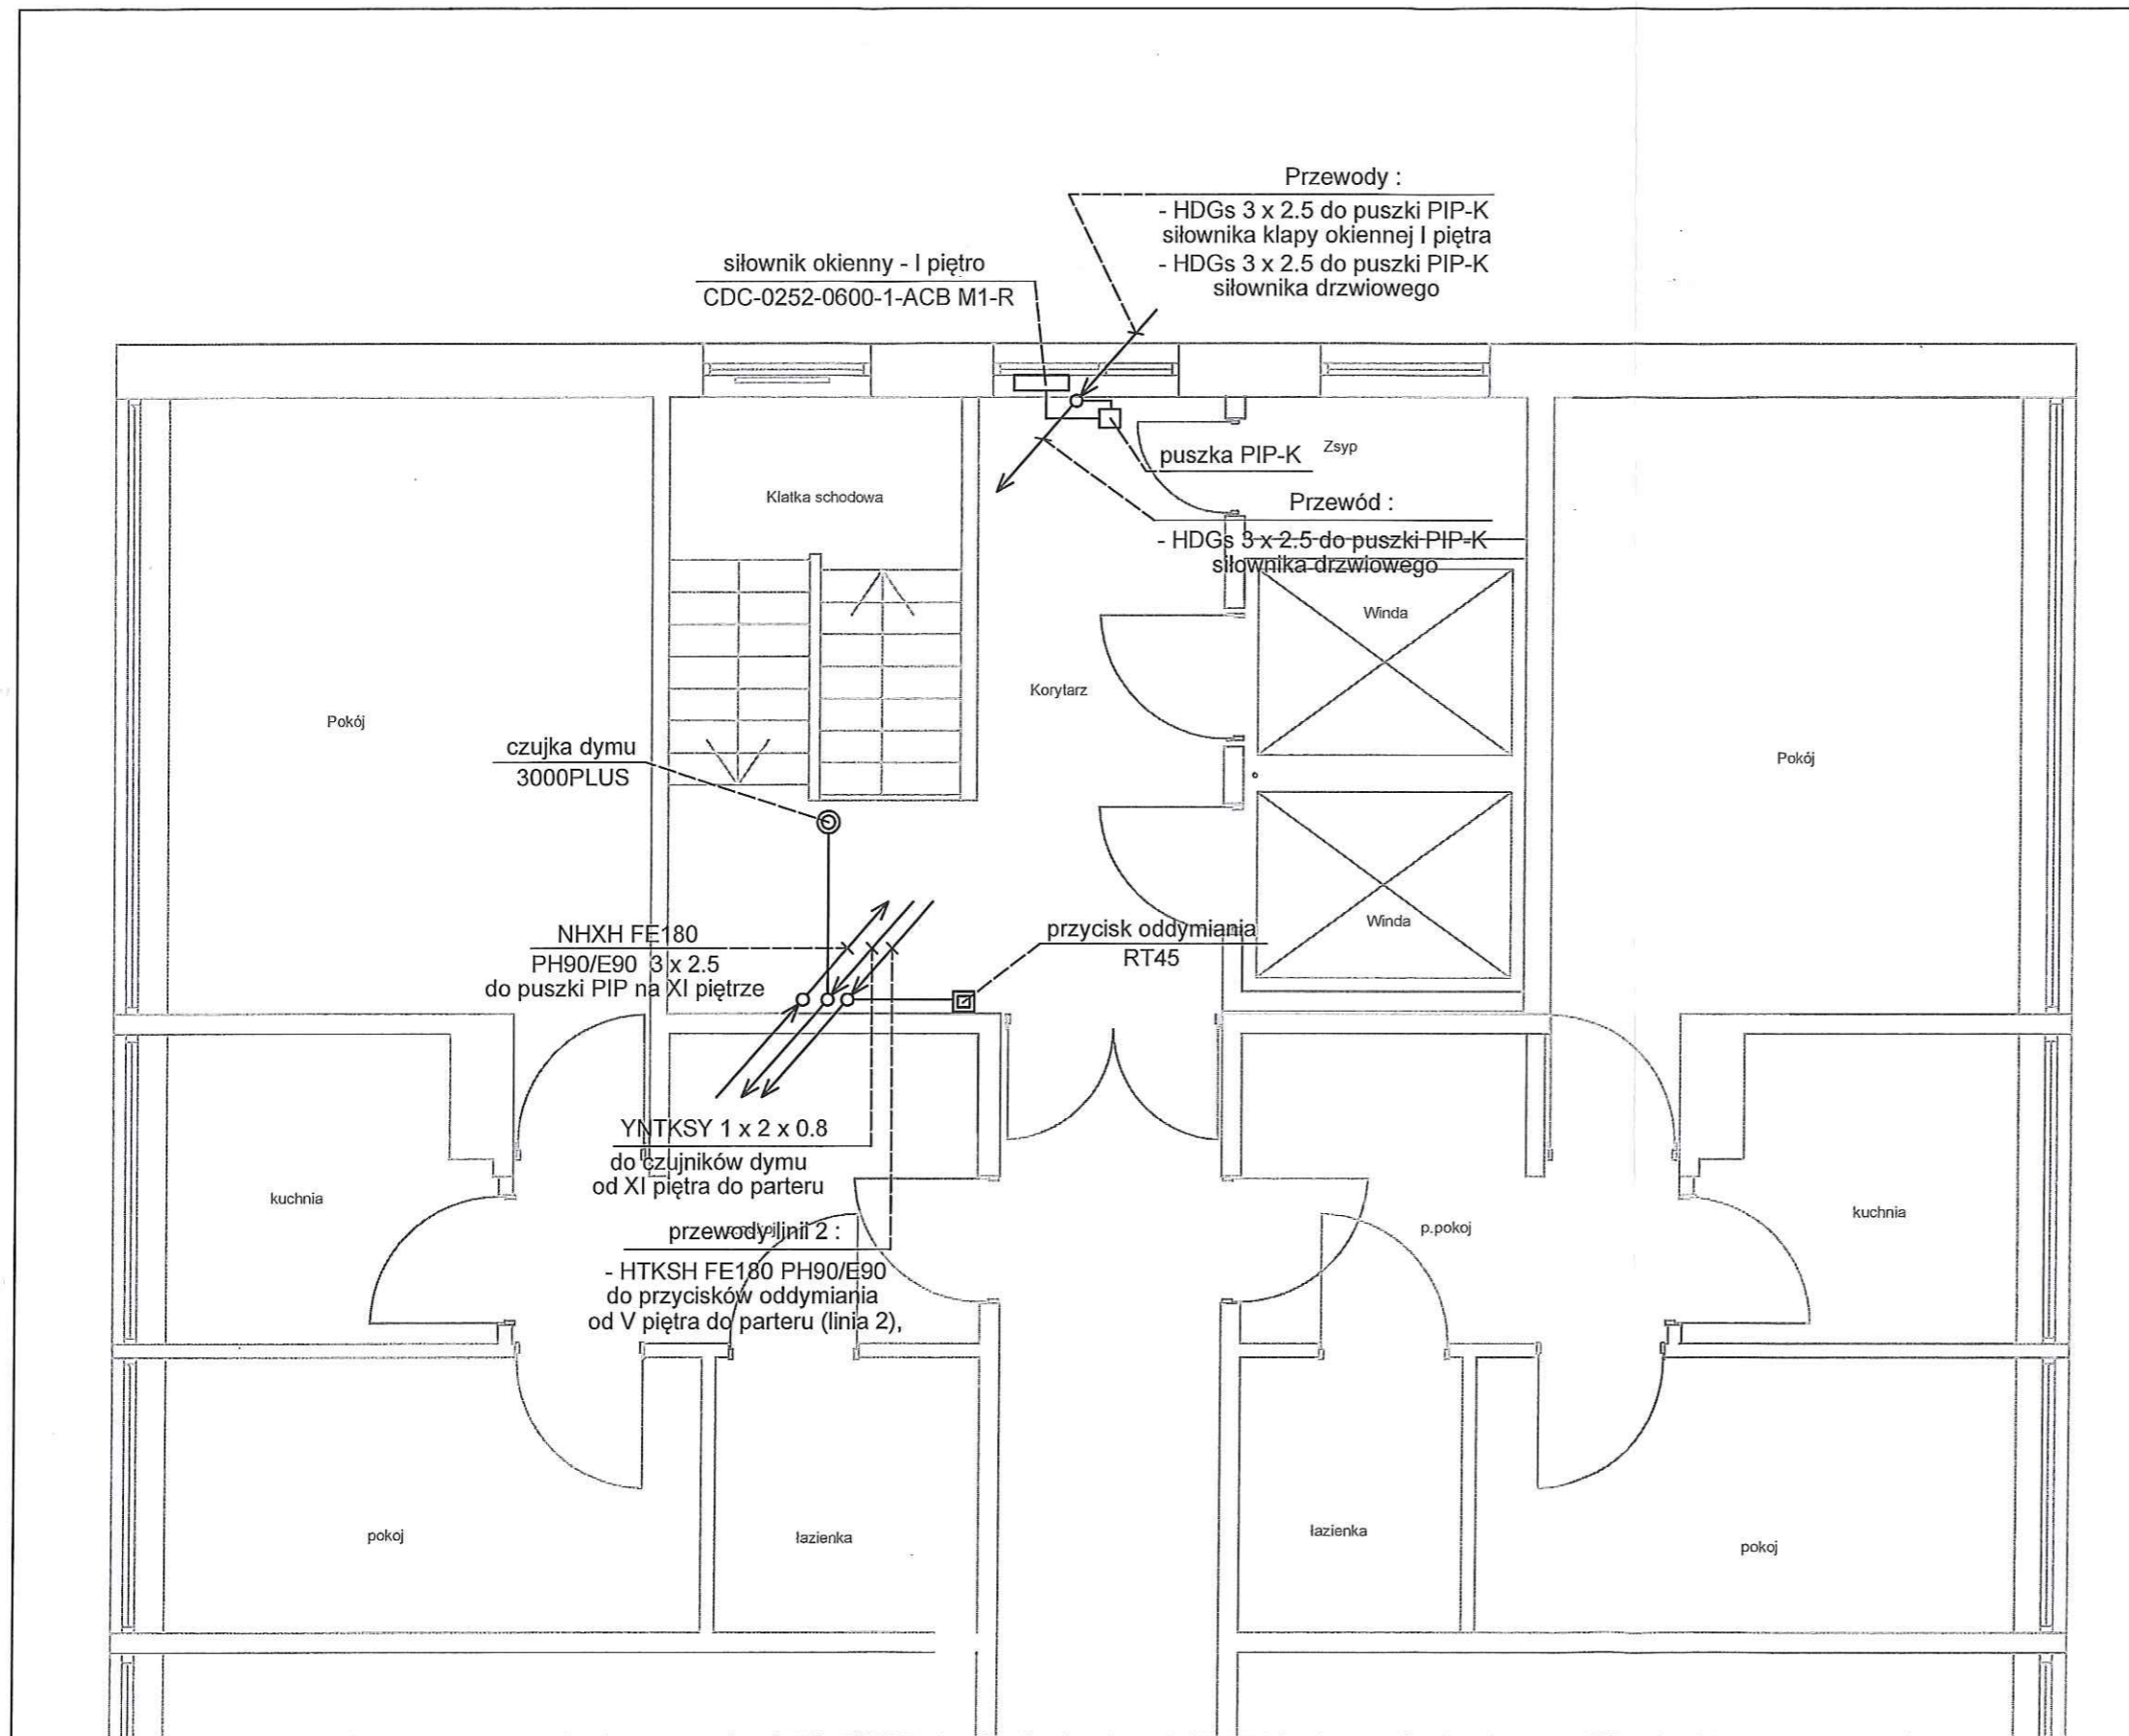 Przewody :
- HDGs 3 x 2.5 do puszki PIP-K
siłownika klapy okiennej I piętra
- HDGs 3 x 2.5 do puszki PIP-K
siłownika drzwiowego
siłownik okienny - I piętro
CDC-0252-0600-1-ACB M1-R
puszka PIP-K
Zsyp
Klatka schodowa
Przewód :
- HDGs 3 x 2.5 do puszki PIP-K
siłownika drzwiowego
Winda
Korytarz
Pokój
czujka dymu
3000PLUS
Pokój
Winda
NHXH FE180
PH90/E90 3 x 2.5
do puszki PIP na XI piętrze
przycisk oddymiania
RT45
YNTKSY 1 x 2 x 0.8
do czujników dymu
od XI piętra do parteru
kuchnia
przewody linii 2 :
- HTKSH FE180 PH90/E90
do przycisków oddymiania
od V piętra do parteru (linia 2),
p.pokoj
kuchnia
pokoj
łazienka
łazienka
pokoj